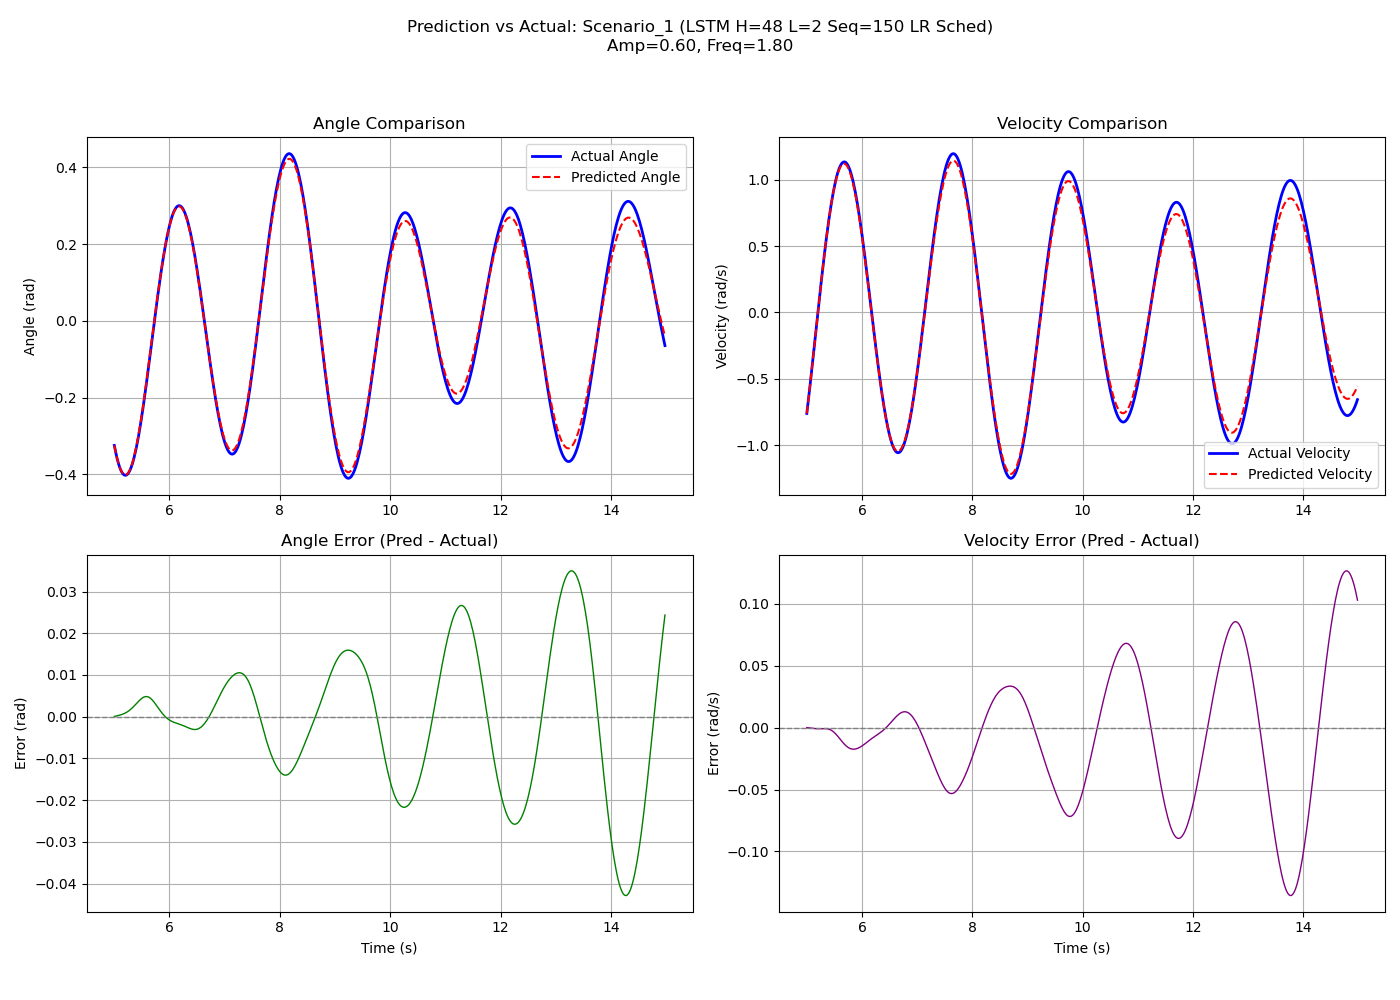 Prediction vs Actual: Scenario_1 (LSTM H=48 L=2 Seq=150 LR Sched)
Amp=0.60, Freq=1.80
Angle Comparison
Angle (rad)
0.4
0.2
0.0
−0.2
−0.4
6 8 10 12 14
Actual Angle
Predicted Angle
Velocity Comparison
Velocity (rad/s)
1.0
0.5
0.0
−0.5
−1.0
6 8 10 12 14
Actual Velocity
Predicted Velocity
Angle Error (Pred - Actual)
Error (rad)
0.03
0.02
0.01
0.00
−0.01
−0.02
−0.03
−0.04
6 8 10 12 14
Time (s)
Velocity Error (Pred - Actual)
Error (rad/s)
0.10
0.05
0.00
−0.05
−0.10
6 8 10 12 14
Time (s)